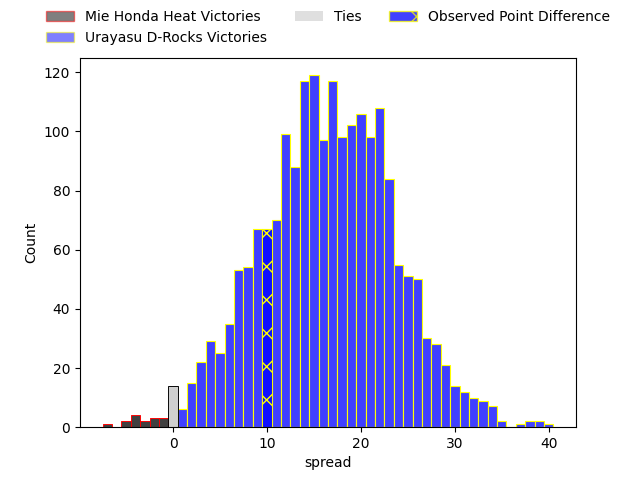 Mie Honda Heat Victories
Ties
Observed Point Difference
Urayasu D-Rocks Victories
120
100
80
60
40
20
0
Count
0
10
20
30
40
spread